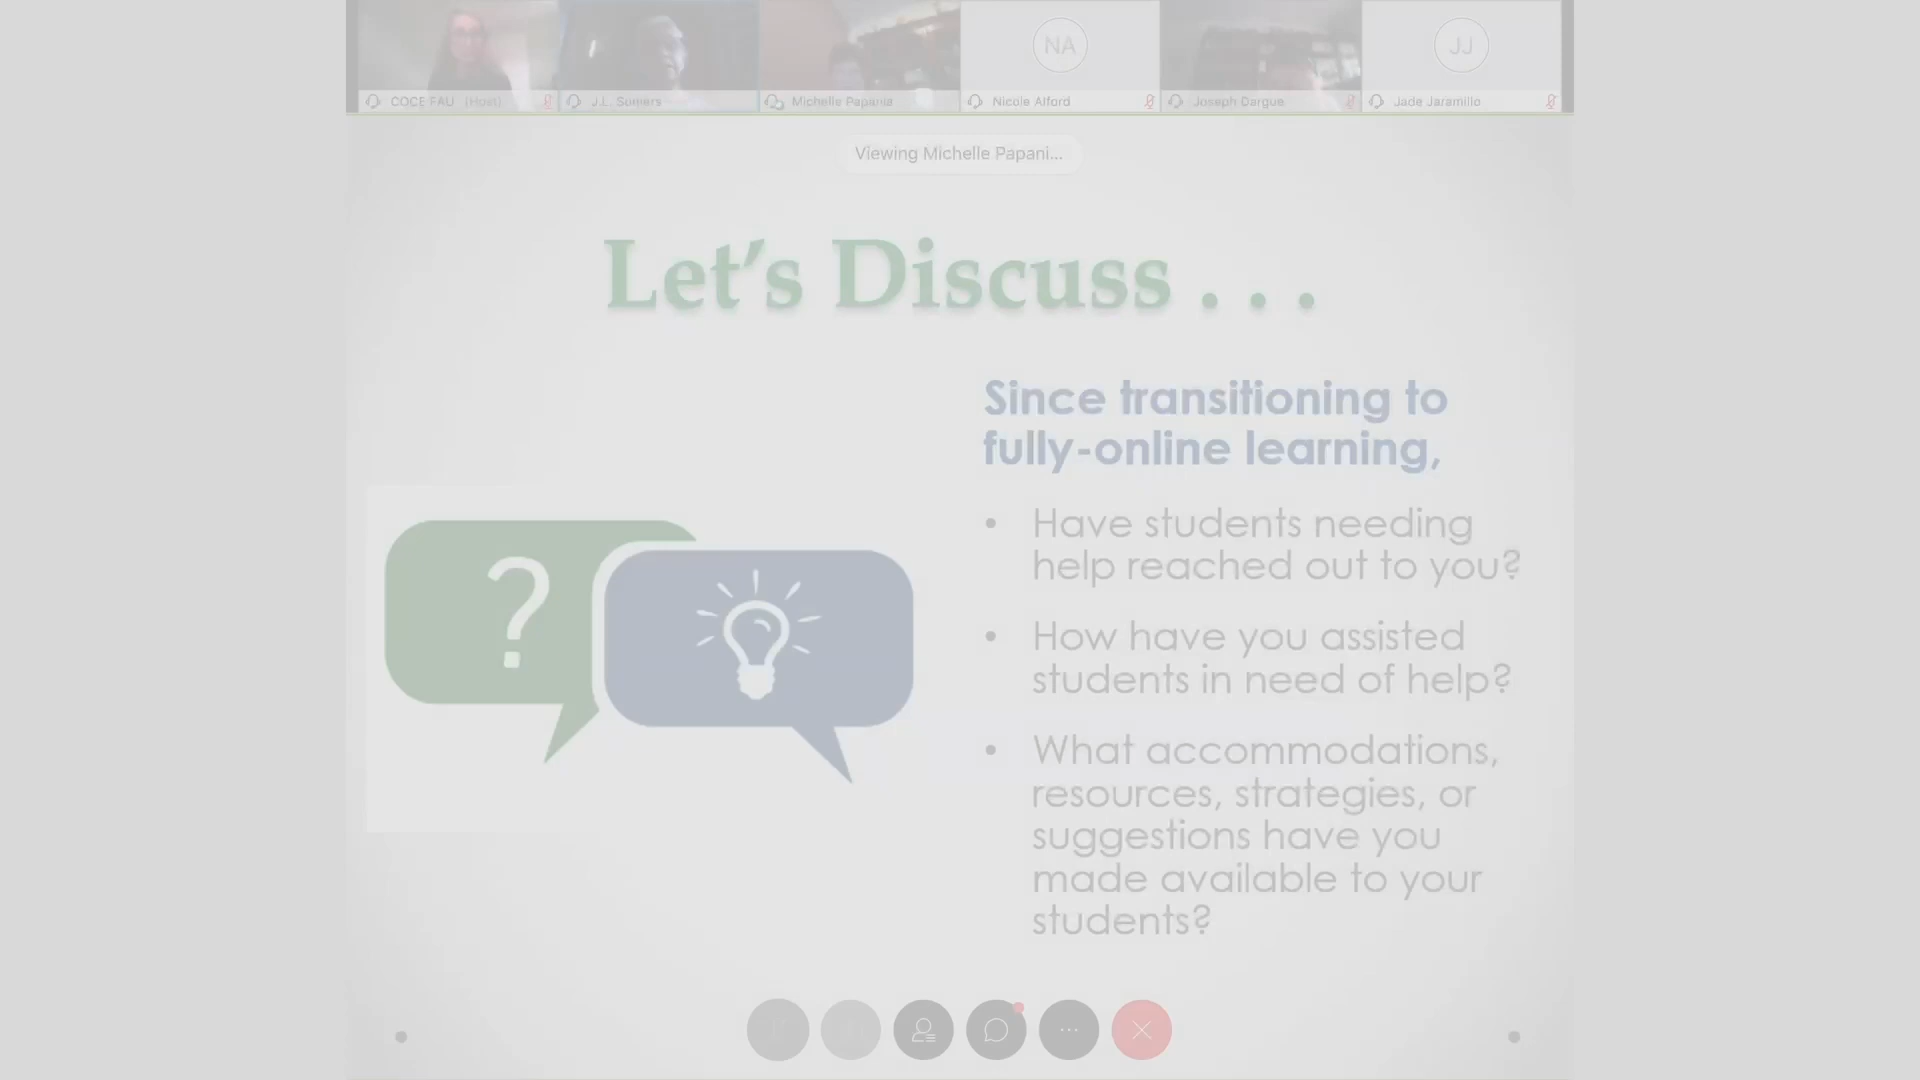 COCE FAU (Host)
J.L. Somers
Michelle Papania
Nicole Alford
Joseph Dargue
Jade Jaramillo
NA
JJ
Viewing Michelle Papani...
Let's Discuss . . .
Since transitioning to
fully-online learning,
• Have students needing
help reached out to you?
• How have you assisted
students in need of help?
• What accommodations,
resources, strategies, or
suggestions have you
made available to your
students?
?